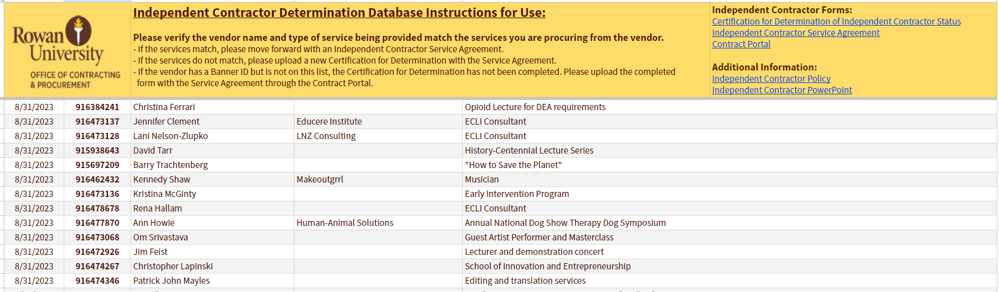 Rowan
University
OFFICE OF CONTRACTING
& PROCUREMENT
Independent Contractor Determination Database Instructions for Use:
Please verify the vendor name and type of service being provided match the services you are procuring from the vendor.
- If the services match, please move forward with an Independent Contractor Service Agreement.
- If the services do not match, please upload a new Certification for Determination with the Service Agreement.
- If the vendor has a Banner ID but is not on this list, the Certification for Determination has not been completed. Please upload the completed
form with the Service Agreement through the Contract Portal.
Independent Contractor Forms:
Certification for Determination of Independent Contractor Status
Independent Contractor Service Agreement
Contract Portal
Additional Information:
Independent Contractor Policy
Independent Contractor PowerPoint
8/31/2023 916384241 Christina Ferrari Opioid Lecture for DEA requirements
8/31/2023 916473137 Jennifer Clement Educere Institute ECLI Consultant
8/31/2023 916473128 Lani Nelson-Zlupko LNZ Consulting ECLI Consultant
8/31/2023 915938643 David Tarr History-Centennial Lecture Series
8/31/2023 915697209 Barry Trachtenberg "How to Save the Planet"
8/31/2023 916462432 Kennedy Shaw Makeoutgrrl Musician
8/31/2023 916473136 Kristina McGinty Early Intervention Program
8/31/2023 916478678 Rena Hallam ECLI Consultant
8/31/2023 916477870 Ann Howie Human-Animal Solutions Annual National Dog Show Therapy Dog Symposium
8/31/2023 916473068 Om Srivastava Guest Artist Performer and Masterclass
8/31/2023 916472926 Jim Feist Lecturer and demonstration concert
8/31/2023 916474267 Christopher Lapinski School of Innovation and Entrepreneurship
8/31/2023 916474346 Patrick John Mayles Editing and translation services